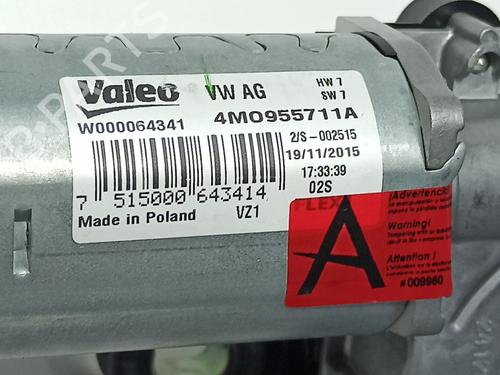 Valeo VW AG HW 7
SW 7
W000064341 4M0955711A
2/S-002515
19/11/2015
17:33:39
02S
7 515000 643414
Made in Poland VZ1
FLEX
A
¡Advertencia!
Warning!
Attention !
#009960